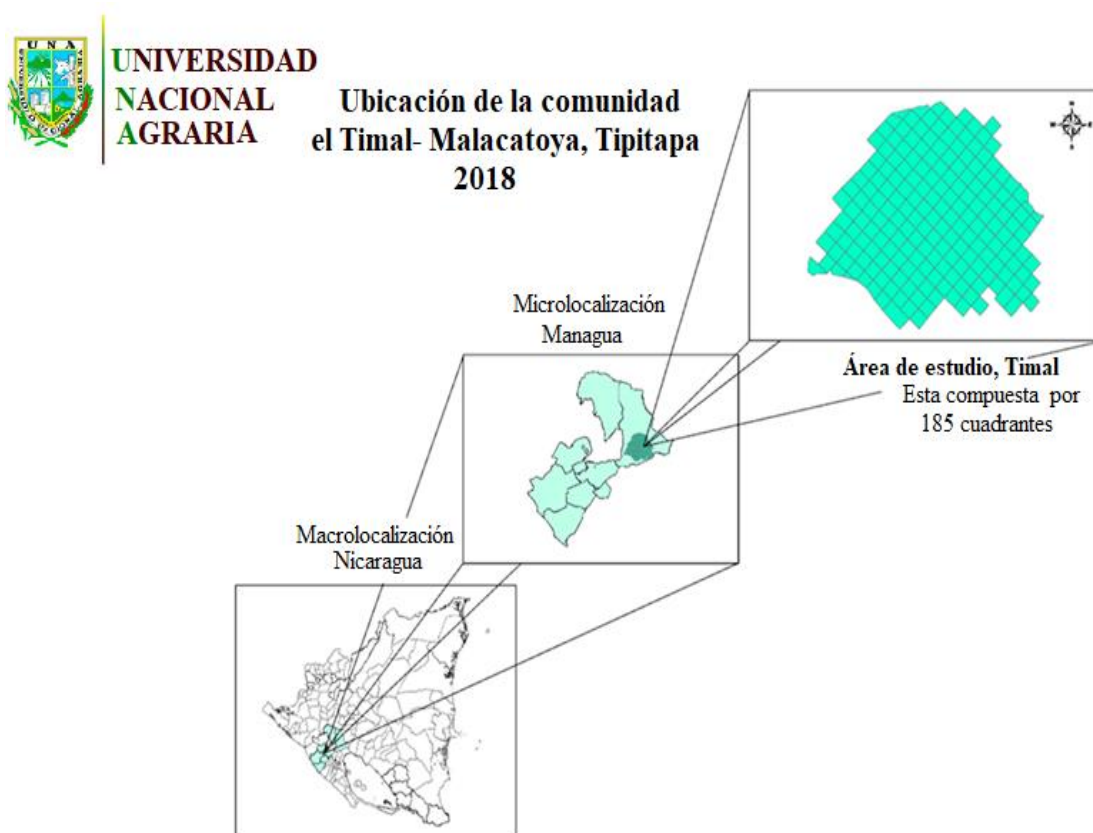 UNA
UNIVERSIDAD
NACIONAL
AGRARIA
Ubicación de la comunidad
el Timal- Malacatoya, Tipitapa
2018
Microlocalización
Managua
Área de estudio, Timal
Esta compuesta por
185 cuadrantes
Macrolocalización
Nicaragua